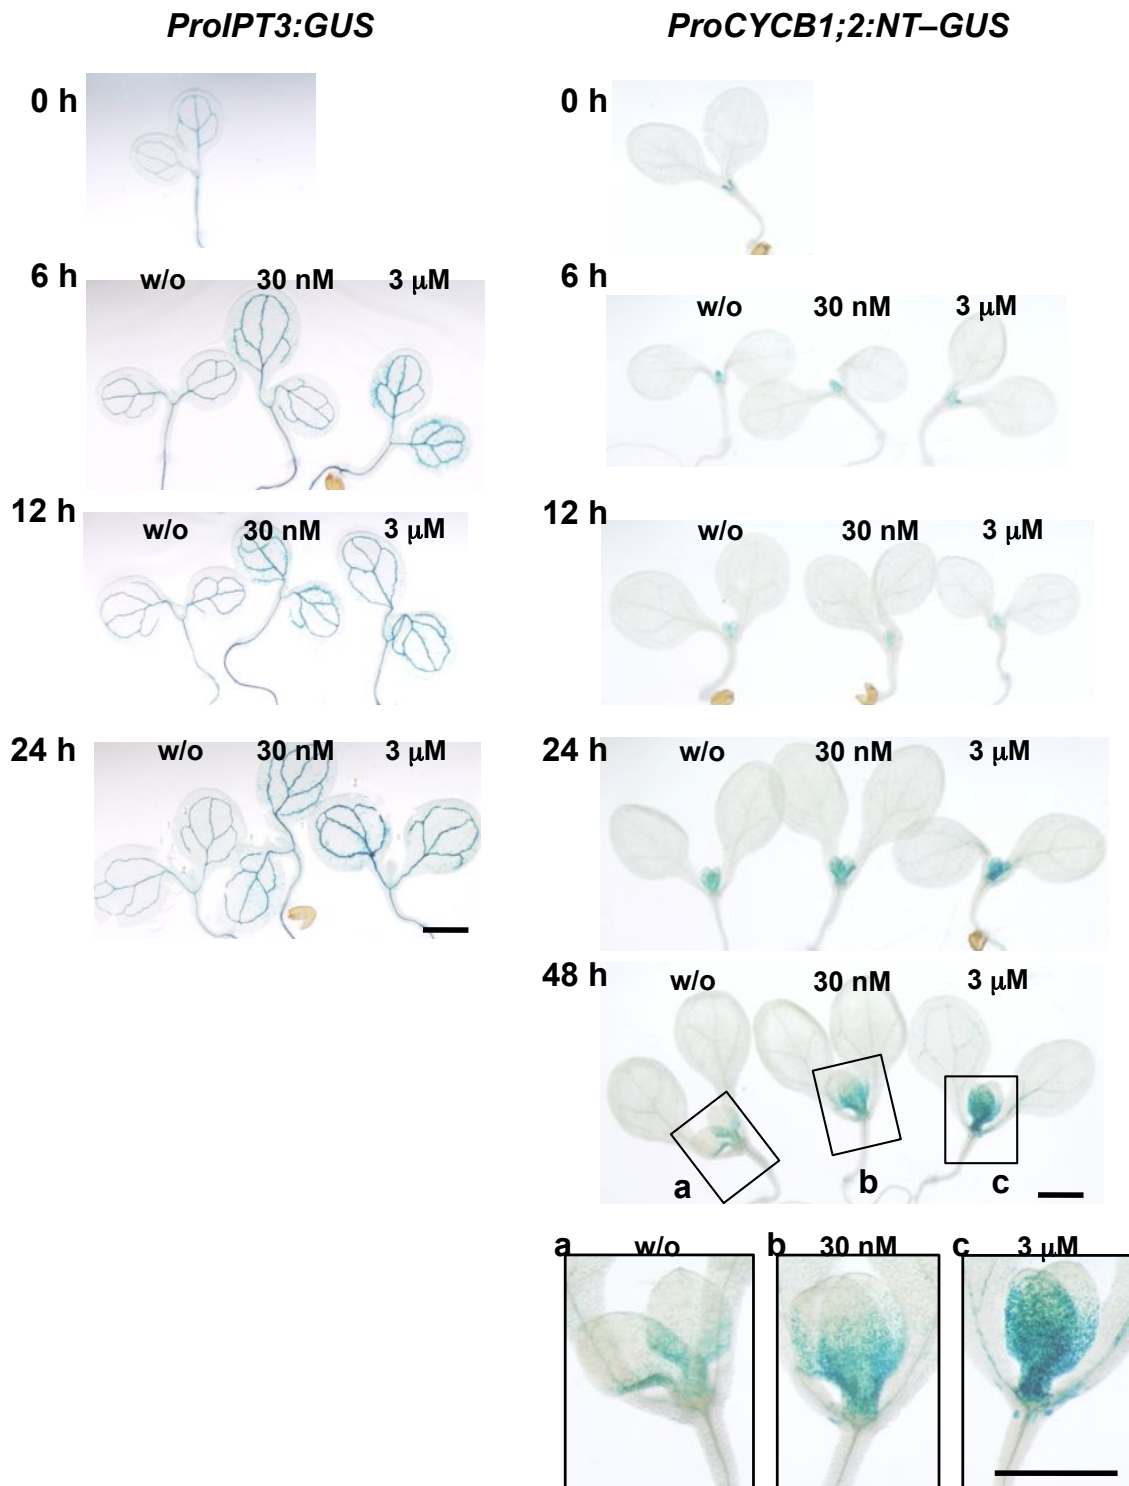 ProIPT3:GUS
ProCYCB1;2:NT–GUS
0 h
0 h
6 h
w/o 30 nM 3 μM
6 h
w/o 30 nM 3 μM
12 h
w/o 30 nM 3 μM
12 h
w/o 30 nM 3 μM
24 h
w/o 30 nM 3 μM
24 h
w/o 30 nM 3 μM
48 h
w/o 30 nM 3 μM
a b c
a w/o
b 30 nM
c 3 μM